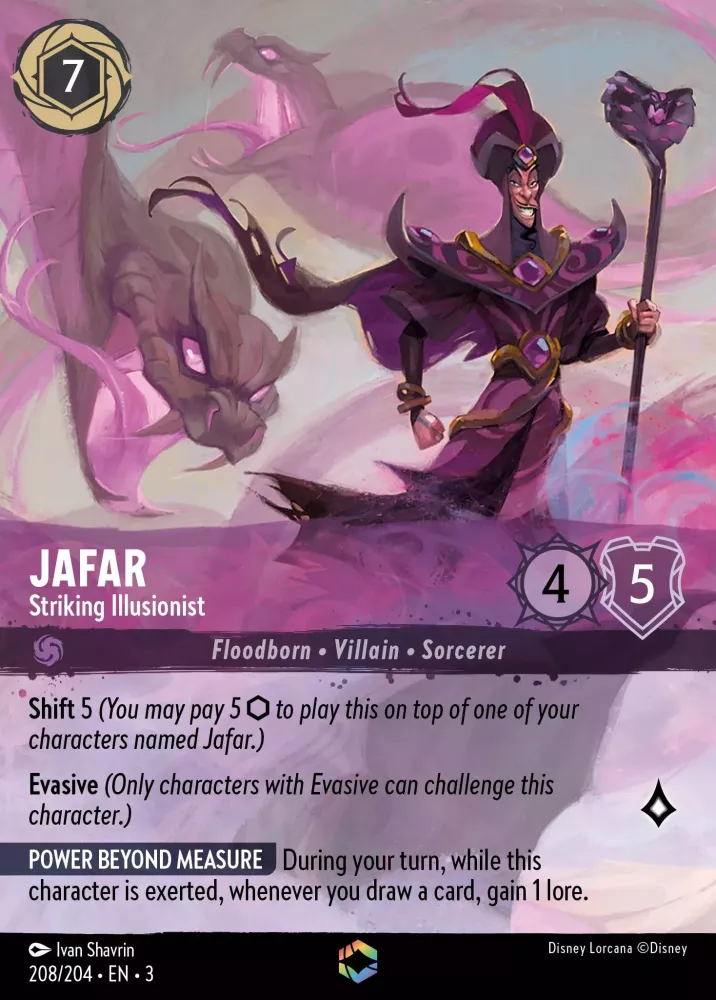 7
JAFAR
Striking Illusionist
4
5
Floodborn • Villain • Sorcerer
Shift 5 (You may pay 5 ⬡ to play this on top of one of your
characters named Jafar.)
Evasive (Only characters with Evasive can challenge this
character.)
POWER BEYOND MEASURE During your turn, while this
character is exerted, whenever you draw a card, gain 1 lore.
Ivan Shavrin
208/204 • EN • 3
Disney Lorcana ©Disney